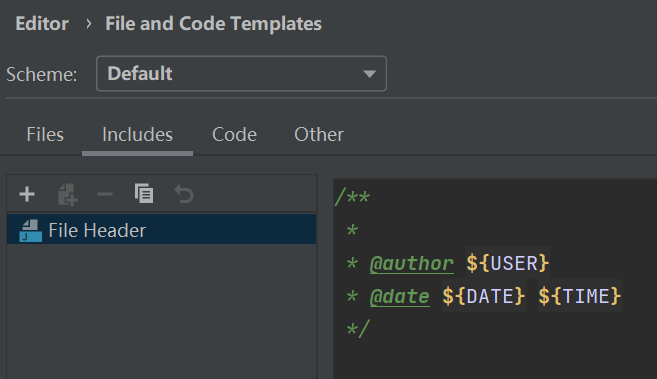 Editor › File and Code Templates
Scheme: Default
Files Includes Code Other
File Header
/**
*
* @author ${USER}
* @date ${DATE} ${TIME}
*/